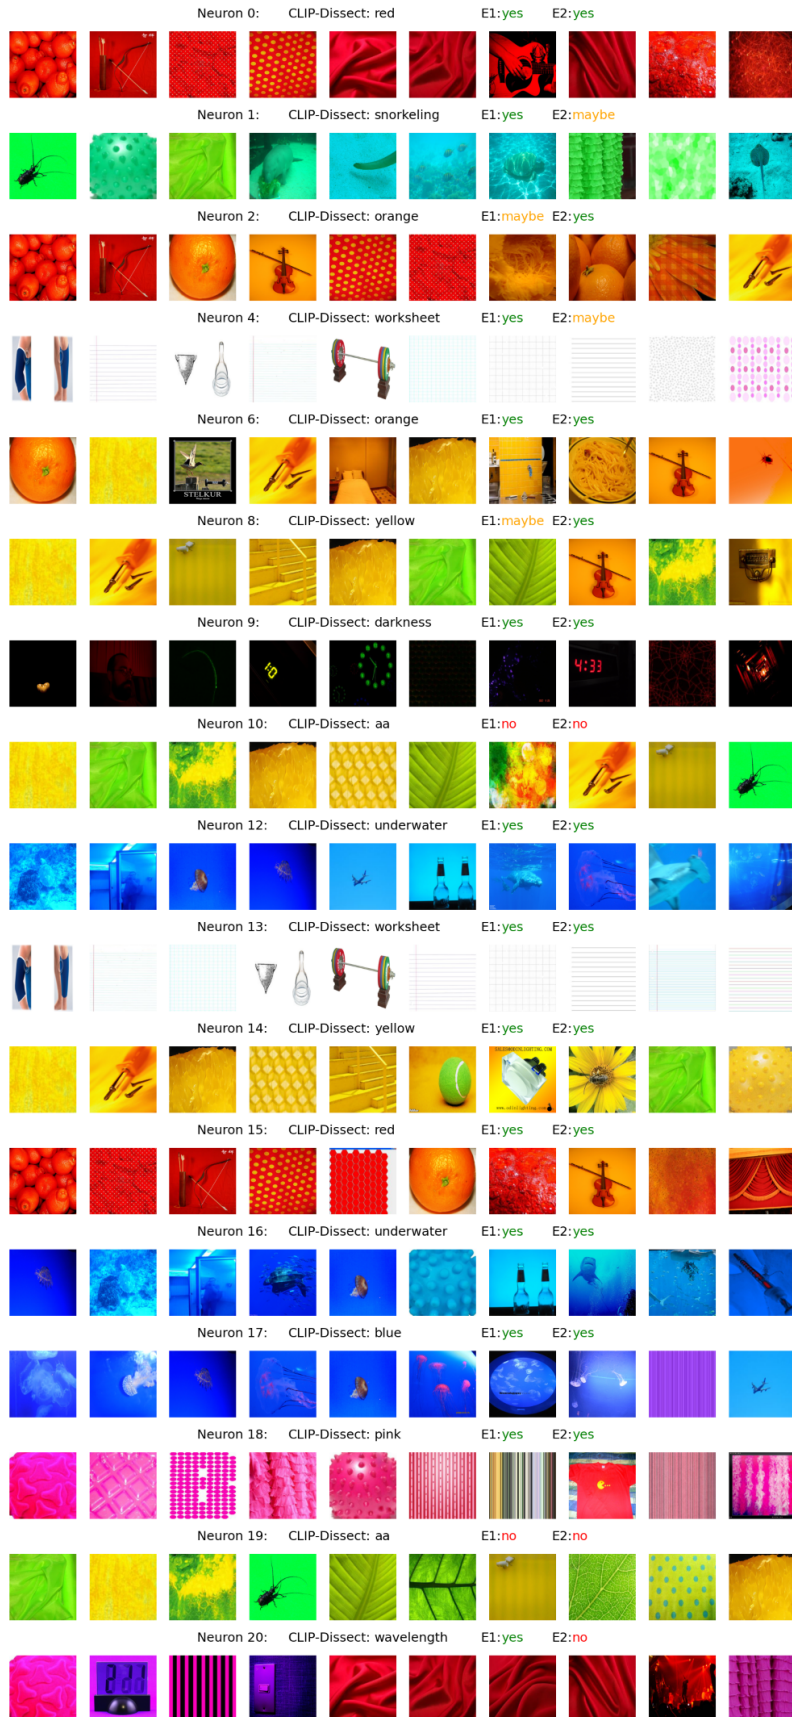 Neuron 0: CLIP-Dissect: red E1:yes E2:yes
Neuron 1: CLIP-Dissect: snorkeling E1:yes E2:maybe
Neuron 2: CLIP-Dissect: orange E1:maybe E2:yes
Neuron 4: CLIP-Dissect: worksheet E1:yes E2:maybe
Neuron 6: CLIP-Dissect: orange E1:yes E2:yes
STELKUR
Neuron 8: CLIP-Dissect: yellow E1:maybe E2:yes
Neuron 9: CLIP-Dissect: darkness E1:yes E2:yes
4:33
Neuron 10: CLIP-Dissect: aa E1:no E2:no
Neuron 12: CLIP-Dissect: underwater E1:yes E2:yes
Neuron 13: CLIP-Dissect: worksheet E1:yes E2:yes
Neuron 14: CLIP-Dissect: yellow E1:yes E2:yes
Neuron 15: CLIP-Dissect: red E1:yes E2:yes
Neuron 16: CLIP-Dissect: underwater E1:yes E2:yes
Neuron 17: CLIP-Dissect: blue E1:yes E2:yes
Neuron 18: CLIP-Dissect: pink E1:yes E2:yes
Neuron 19: CLIP-Dissect: aa E1:no E2:no
Neuron 20: CLIP-Dissect: wavelength E1:yes E2:no